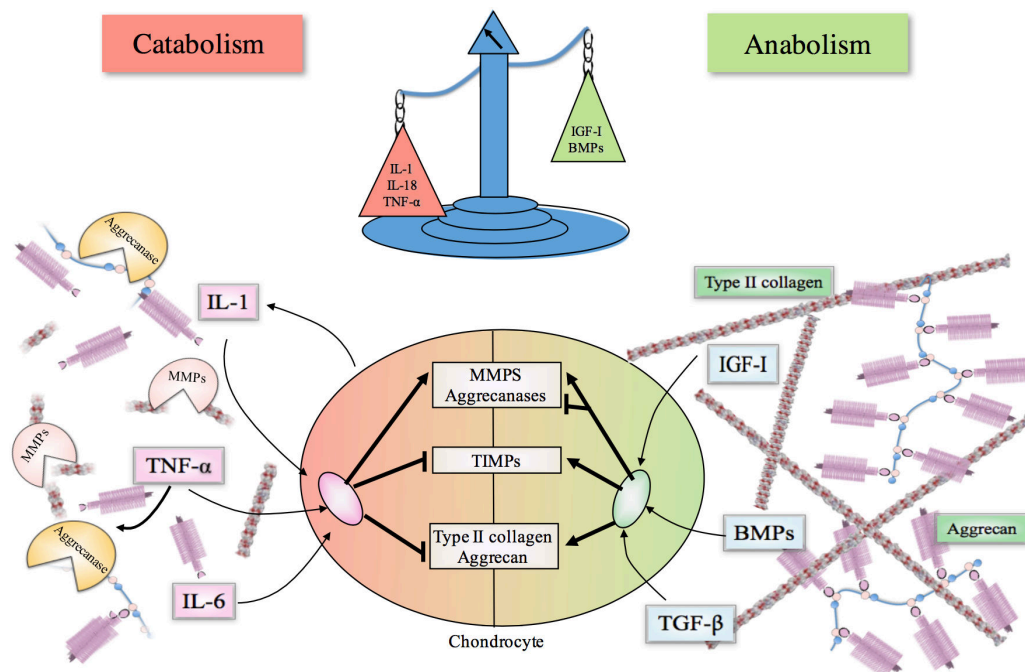 Catabolism
Anabolism
IGF-I
BMPs
IL-1
IL-18
TNF-α
Aggrecanase
IL-1
MMPs
MMPs
TNF-α
Aggrecanase
IL-6
MMPS
Aggrecanases
TIMPs
Type II collagen
Aggrecan
Chondrocyte
Type II collagen
IGF-I
BMPs
Aggrecan
TGF-β